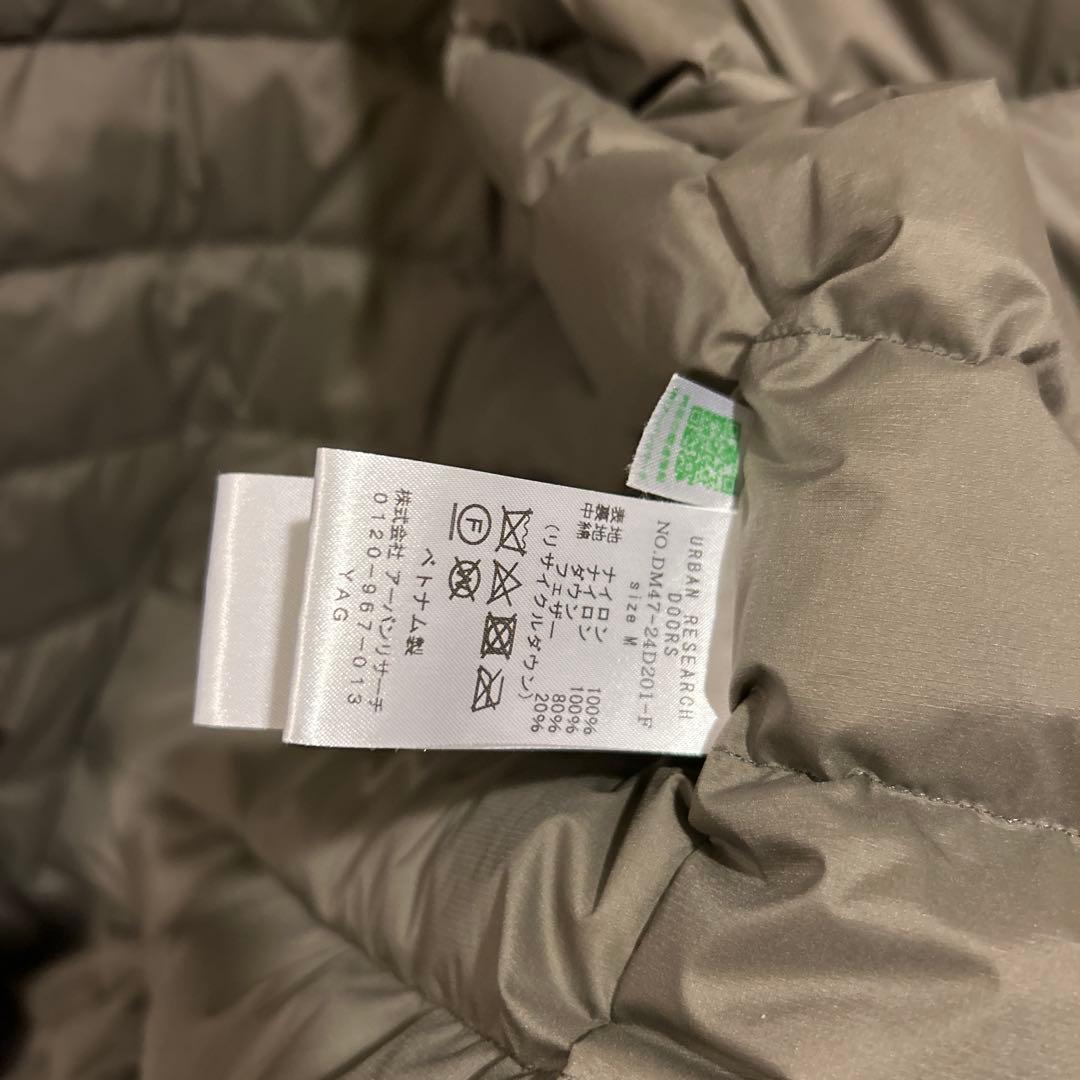 URBAN RESEARCH
DOORS
NO.DM47-24D201-F
size M
表地 ナイロン 100%
裏地 ナイロン 100%
中綿 ダウン 80%
フェザー 20%
(リサイクルダウン)
F
W
ベトナム製
株式会社 アーバンリサーチ
0120-967-013
YAG